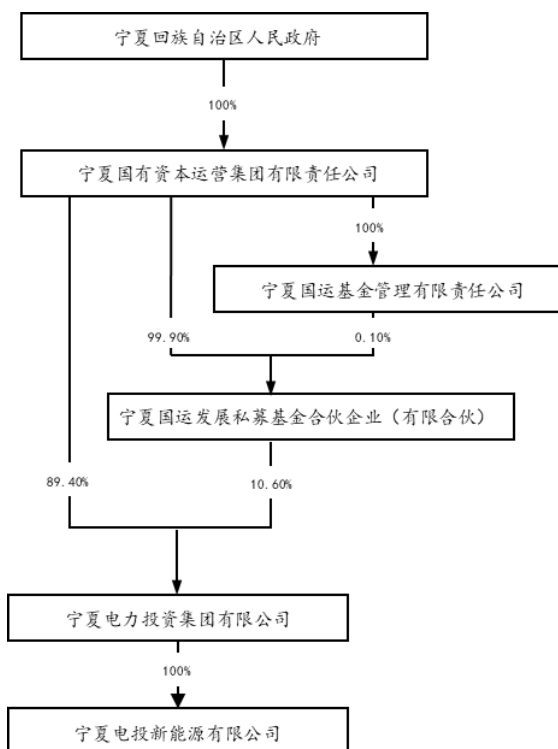 宁夏回族自治区人民政府
100%
宁夏国有资本运营集团有限责任公司
100%
宁夏国运基金管理有限责任公司
99.90%
0.10%
宁夏国运发展私募基金合伙企业（有限合伙）
89.40%
10.60%
宁夏电力投资集团有限公司
100%
宁夏电投新能源有限公司